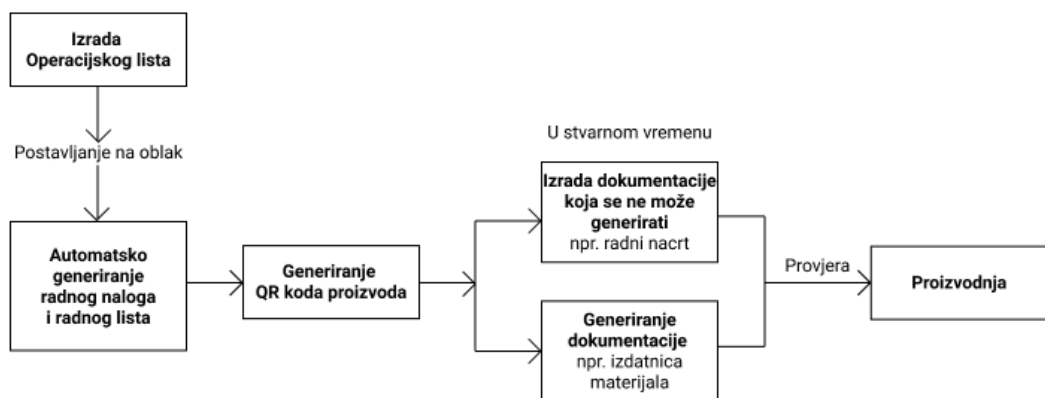 Izrada
Operacijskog lista
Postavljanje na oblak
Automatsko
generiranje
radnog naloga
i radnog lista
Generiranje
QR koda proizvoda
U stvarnom vremenu
Izrada dokumentacije
koja se ne može
generirati
npr. radni nacrt
Generiranje
dokumentacije
npr. izdatnica
materijala
Provjera
Proizvodnja